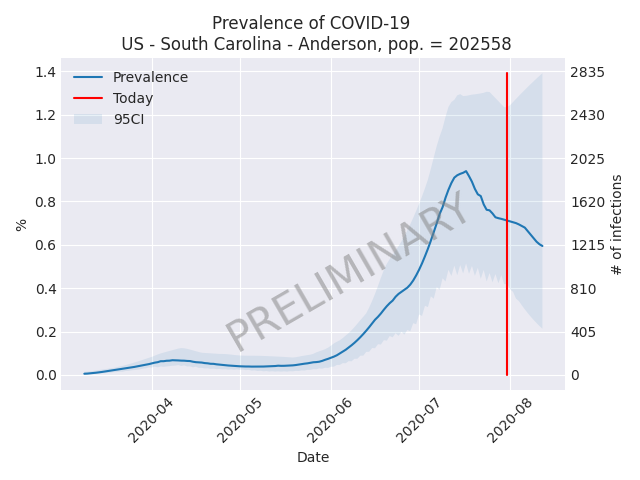 Prevalence of COVID-19
US - South Carolina - Anderson, pop. = 202558
Prevalence
Today
95CI
PRELIMINARY
%
1.4
1.2
1.0
0.8
0.6
0.4
0.2
0.0
2835
2430
2025
1620
1215
810
405
0
# of infections
2020-04
2020-05
2020-06
2020-07
2020-08
Date